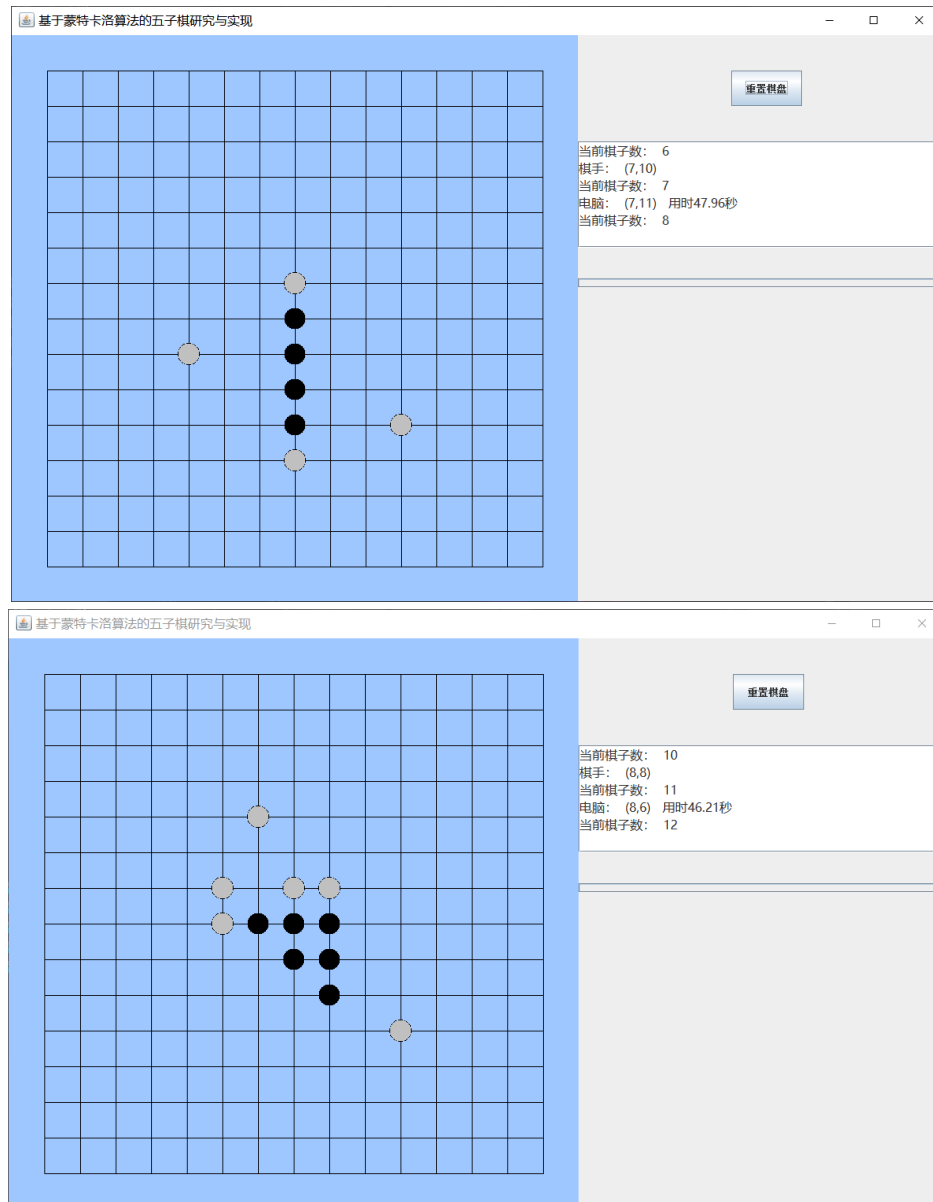 基于蒙特卡洛算法的五子棋研究与实现
重置棋盘
当前棋子数： 6
棋手： (7,10)
当前棋子数： 7
电脑： (7,11) 用时47.96秒
当前棋子数： 8
基于蒙特卡洛算法的五子棋研究与实现
重置棋盘
当前棋子数： 10
棋手： (8,8)
当前棋子数： 11
电脑： (8,6) 用时46.21秒
当前棋子数： 12